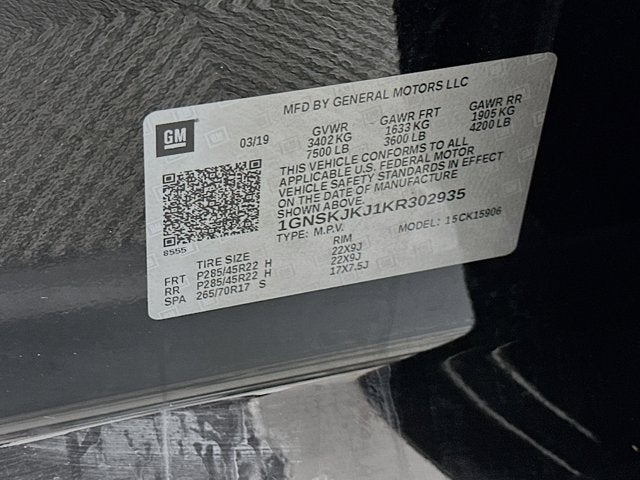 MFD BY GENERAL MOTORS LLC
GM
03/19
GVWR GAWR FRT GAWR RR
3402 KG 1633 KG 1905 KG
7500 LB 3600 LB 4200 LB
THIS VEHICLE CONFORMS TO ALL
APPLICABLE U.S. FEDERAL MOTOR
VEHICLE SAFETY STANDARDS IN EFFECT
ON THE DATE OF MANUFACTURE
SHOWN ABOVE.
1GNSKJKJ1KR302935
TYPE: M.P.V. MODEL: 15CK15906
8555
TIRE SIZE RIM
FRT P285/45R22 H 22X9J
RR P285/45R22 H 22X9J
SPA 265/70R17 S 17X7.5J